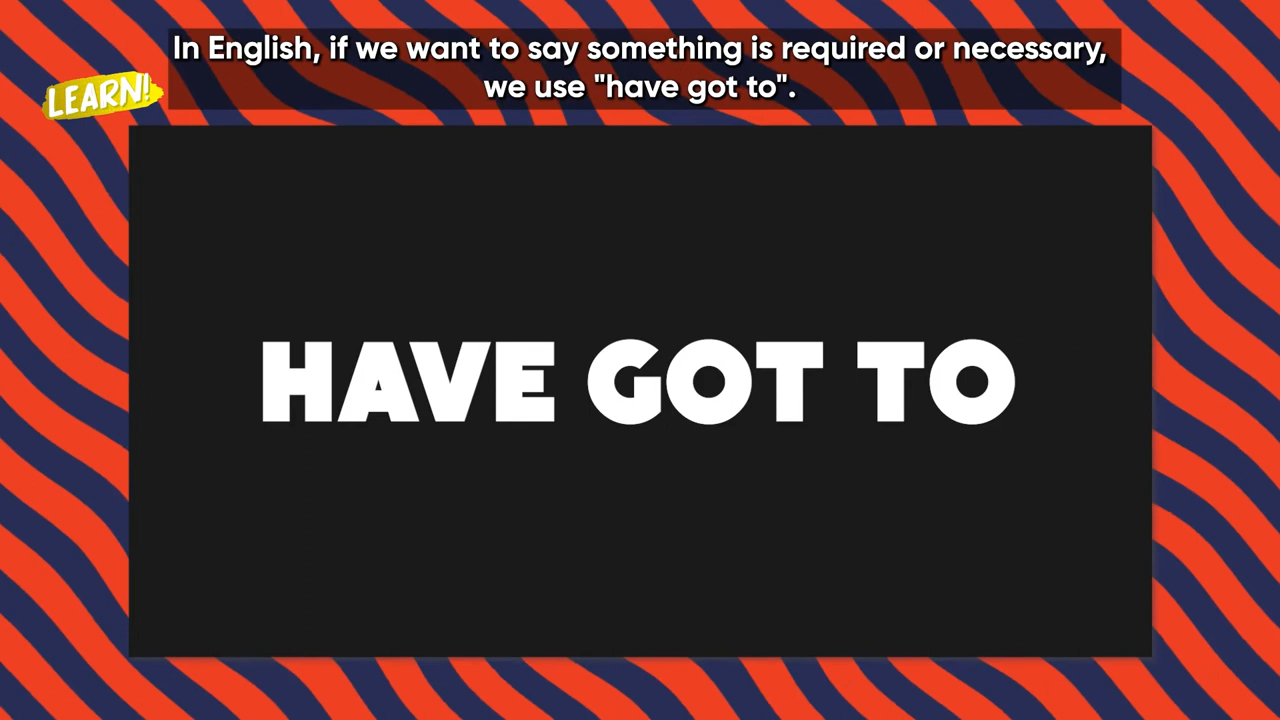 In English, if we want to say something is required or necessary,
we use "have got to".
LEARN!
HAVE GOT TO